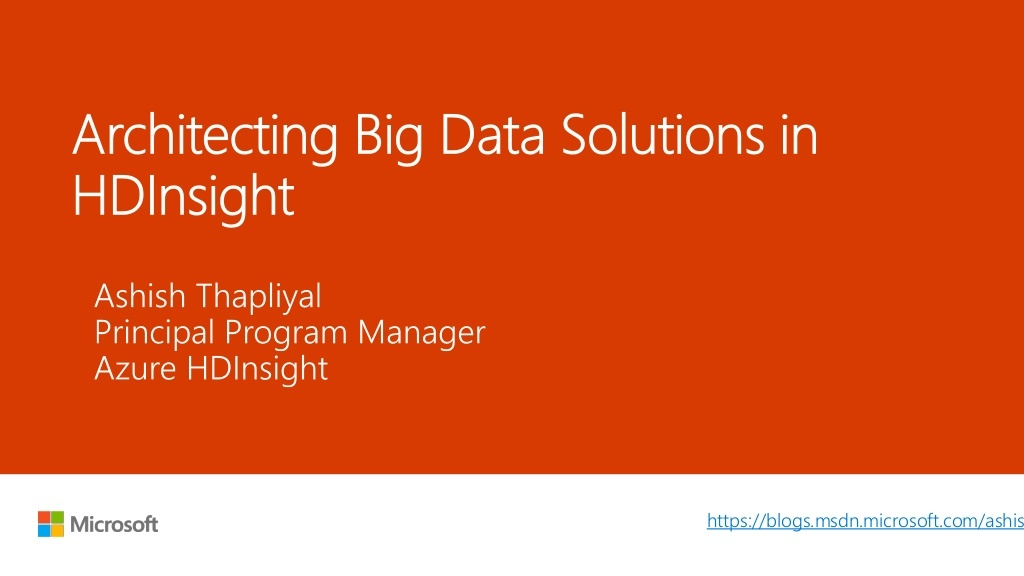 Architecting Big Data Solutions in
HDInsight
Ashish Thapliyal
Principal Program Manager
Azure HDInsight
Microsoft
https://blogs.msdn.microsoft.com/ashis